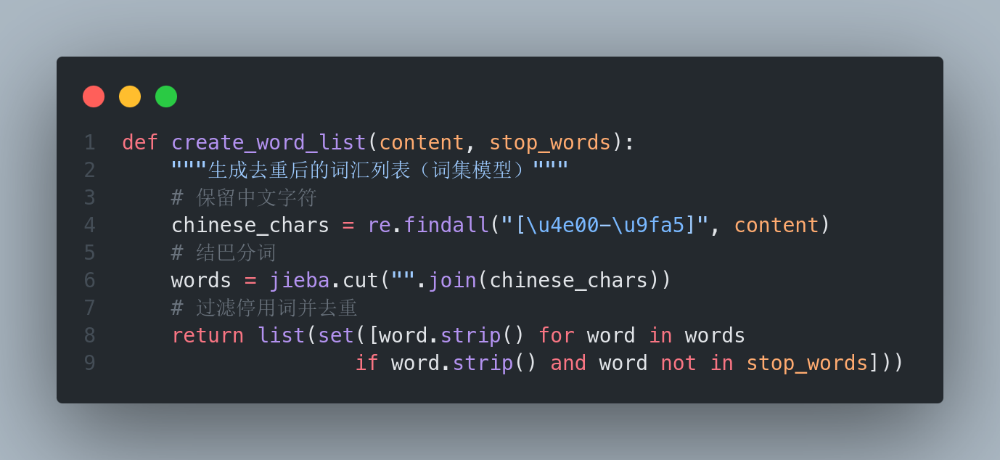 1 def create_word_list(content, stop_words):
2     """生成去重后的词汇列表（词集模型）"""
3     # 保留中文字符
4     chinese_chars = re.findall("[\u4e00-\u9fa5]", content)
5     # 结巴分词
6     words = jieba.cut("".join(chinese_chars))
7     # 过滤停用词并去重
8     return list(set([word.strip() for word in words
9                    if word.strip() and word not in stop_words]))